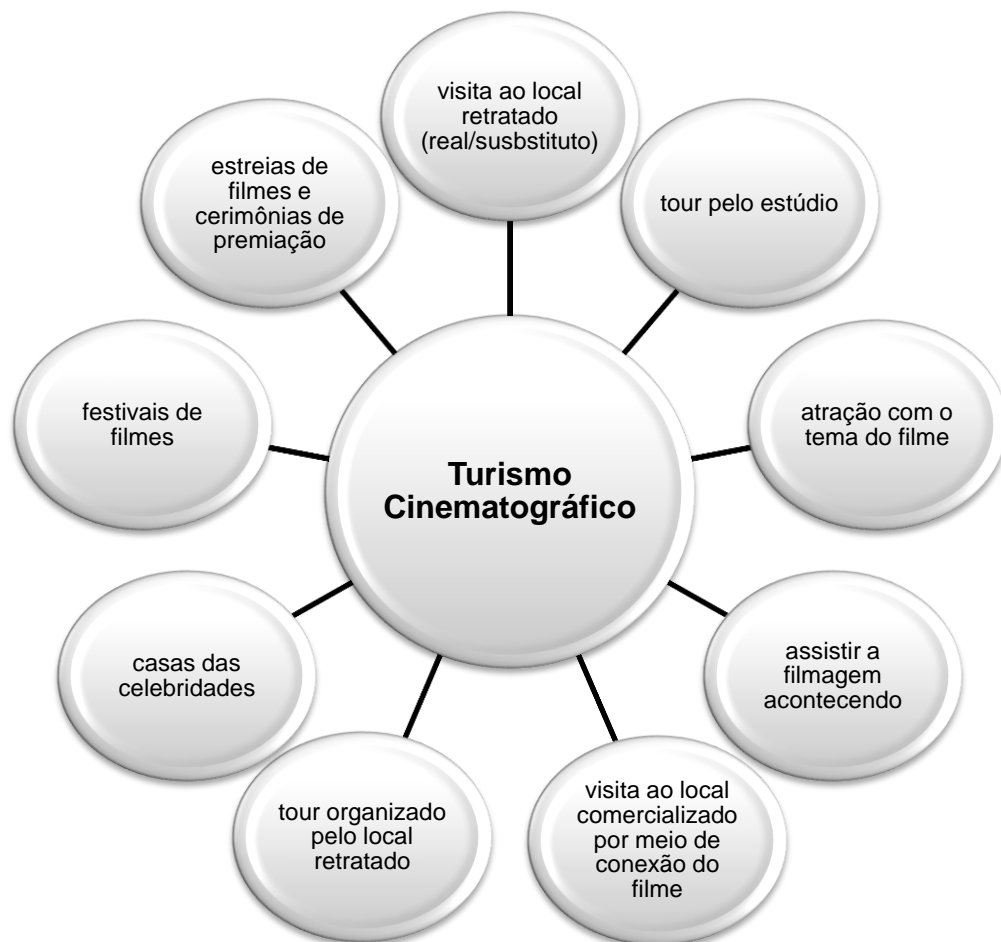 visita ao local
retratado
(real/susbstituto)
tour pelo estúdio
atração com o
tema do filme
assistir a
filmagem
acontecendo
visita ao local
comercializado
por meio de
conexão do
filme
tour organizado
pelo local
retratado
casas das
celebridades
festivais de
filmes
estreias de
filmes e
cerimônias de
premiação
Turismo
Cinematográfico